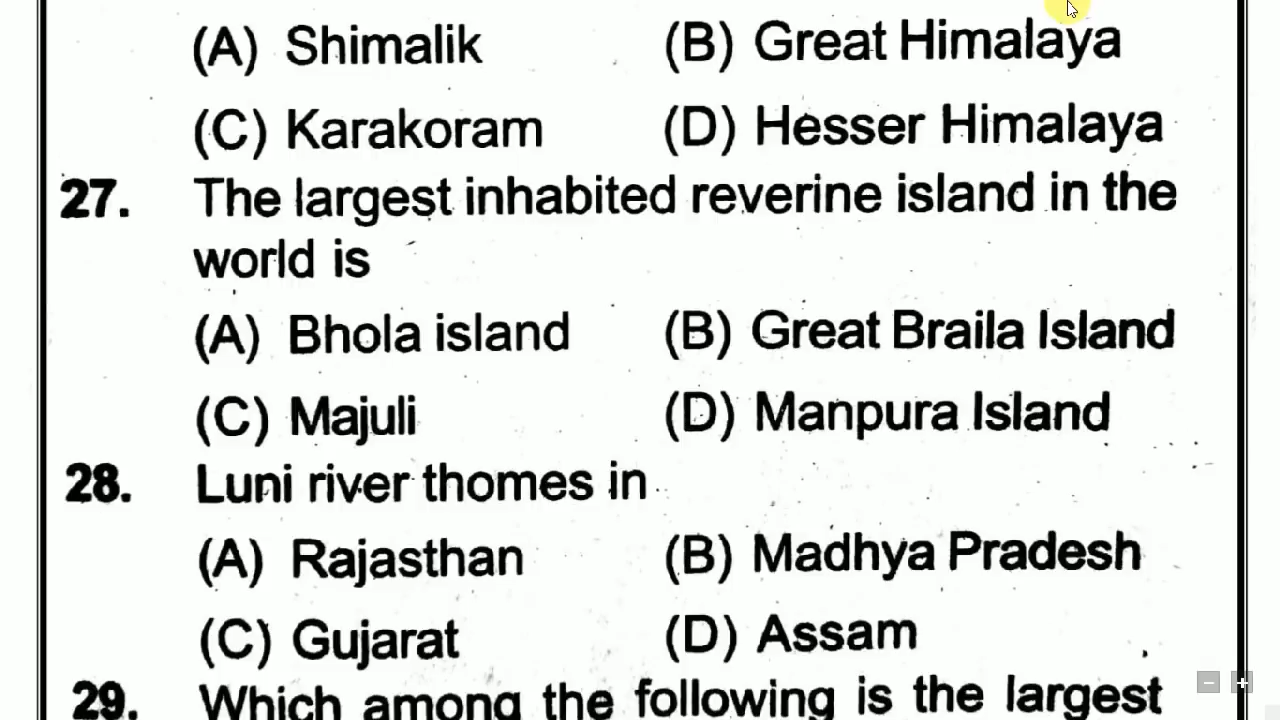 (A) Shimalik (B) Great Himalaya
(C) Karakoram (D) Hesser Himalaya
27. The largest inhabited reverine island in the
world is
(A) Bhola island (B) Great Braila Island
(C) Majuli (D) Manpura Island
28. Luni river thomes in
(A) Rajasthan (B) Madhya Pradesh
(C) Gujarat (D) Assam
29. Which among the following is the largest